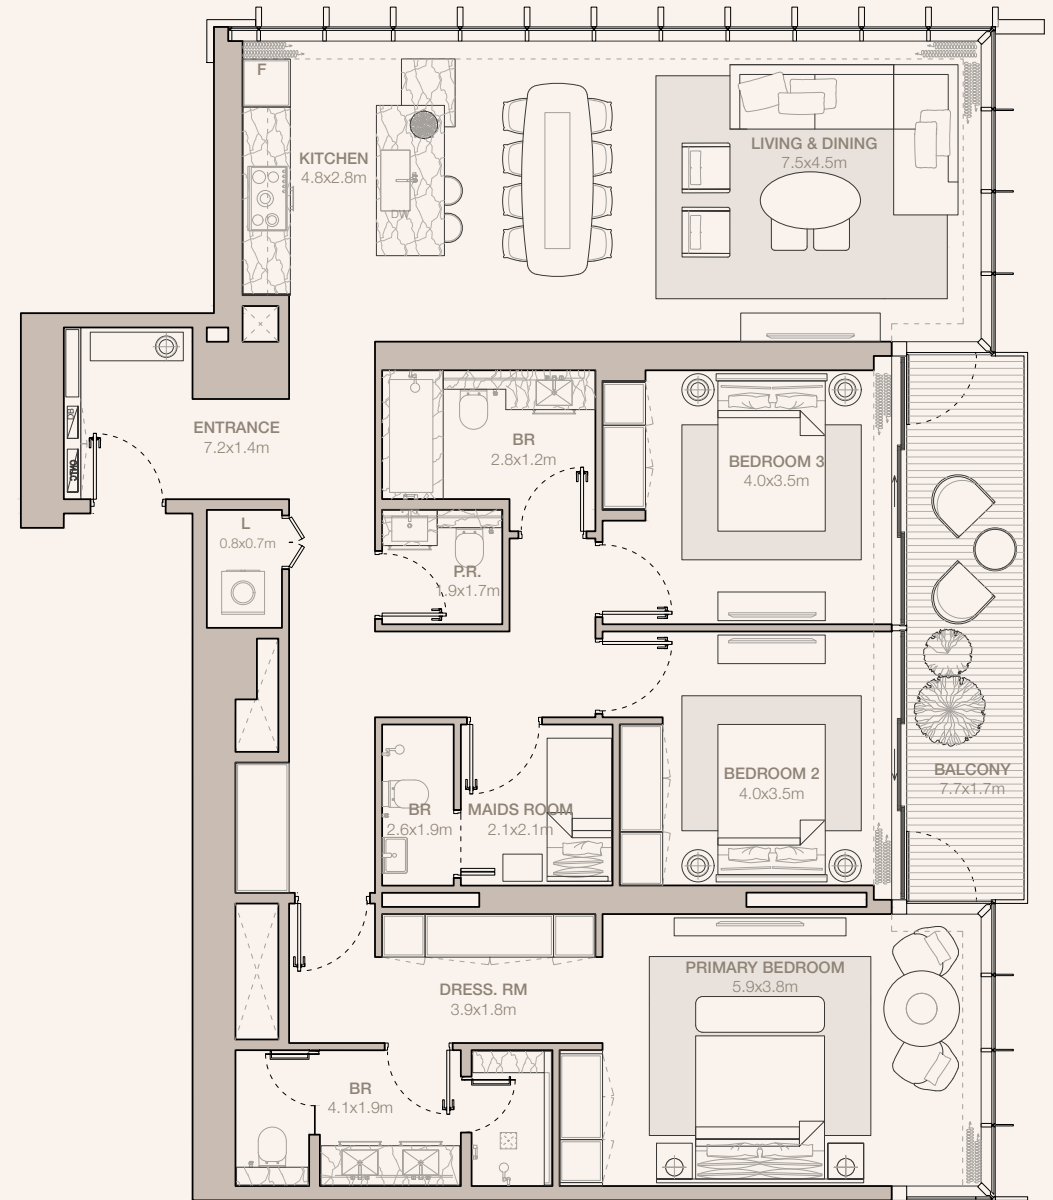 F
KITCHEN
4.8x2.8m
DW
LIVING & DINING
7.5x4.5m
ENTRANCE
7.2x1.4m
BR
2.8x1.2m
BEDROOM 3
4.0x3.5m
L
0.8x0.7m
P.R.
1.9x1.7m
BEDROOM 2
4.0x3.5m
BALCONY
7.7x1.7m
BR
2.6x1.9m
MAIDS ROOM
2.1x2.1m
PRIMARY BEDROOM
5.9x3.8m
DRESS. RM
3.9x1.8m
BR
4.1x1.9m